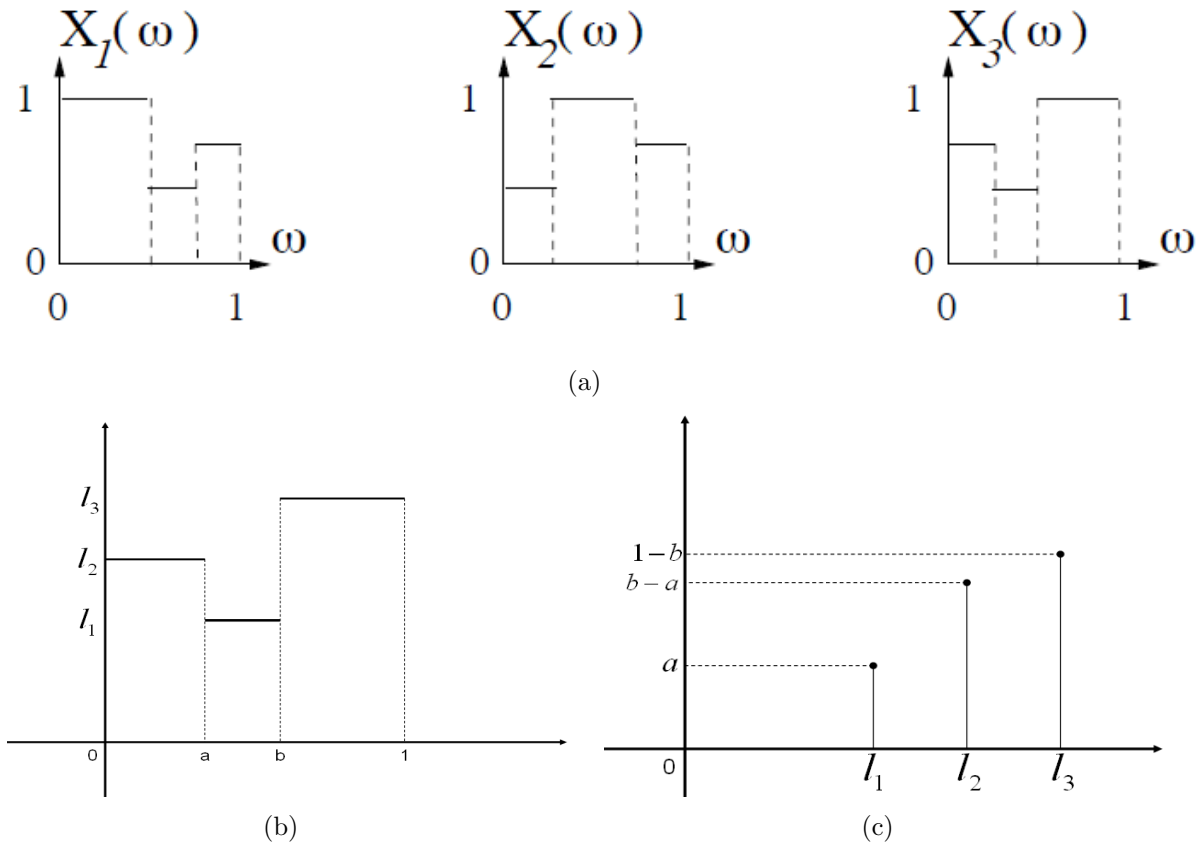 X₁(ω) X₂(ω) X₃(ω)
1 1 1
ω ω ω
0 0 0
0 1 0 1 0 1
(a)
l₃
l₂
l₁
0 a b 1
(b)
1 − b
b − a
a
0 l₁ l₂ l₃
(c)